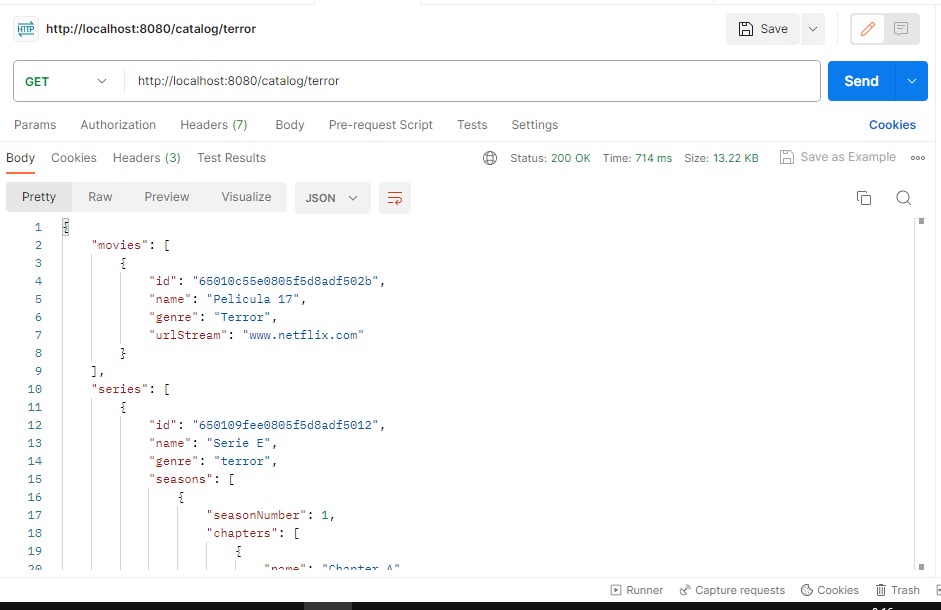 HTTP http://localhost:8080/catalog/terror Save
GET http://localhost:8080/catalog/terror Send
Params Authorization Headers (7) Body Pre-request Script Tests Settings Cookies
Body Cookies Headers (3) Test Results Status: 200 OK Time: 714 ms Size: 13.22 KB Save as Example
Pretty Raw Preview Visualize JSON
1 {
2 "movies": [
3 {
4 "id": "65010c55e0805f5d8adf502b",
5 "name": "Pelicula 17",
6 "genre": "Terror",
7 "urlStream": "www.netflix.com"
8 }
9 ],
10 "series": [
11 {
12 "id": "650109fee0805f5d8adf5012",
13 "name": "Serie E",
14 "genre": "terror",
15 "seasons": [
16 {
17 "seasonNumber": 1,
18 "chapters": [
19 {
20 "name": "Chapter A"
Runner Capture requests Cookies Trash